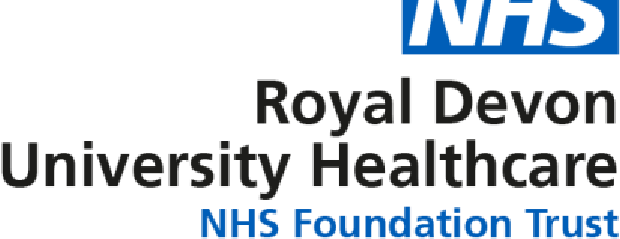 NHS
Royal Devon
University Healthcare
NHS Foundation Trust